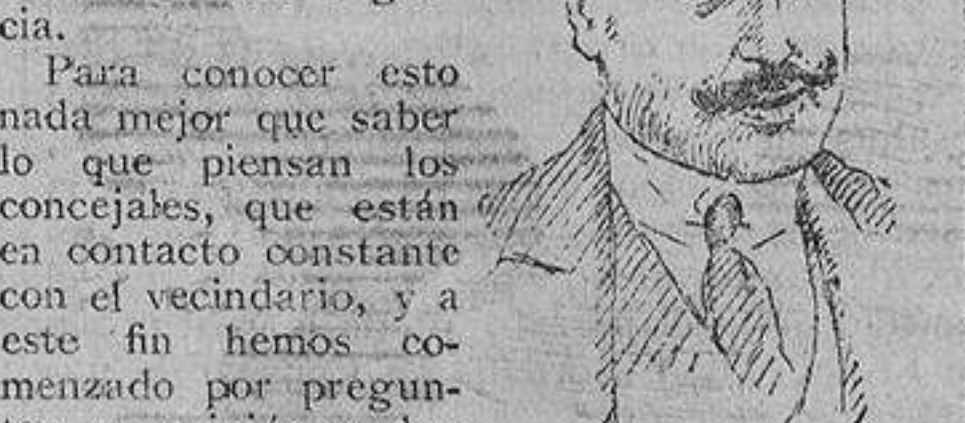 cia.
Para conocer esto
nada mejor que saber
lo que piensan los
concejales, que están
en contacto constante
con el vecindario, y a
este fin hemos co-
menzado por pregun-